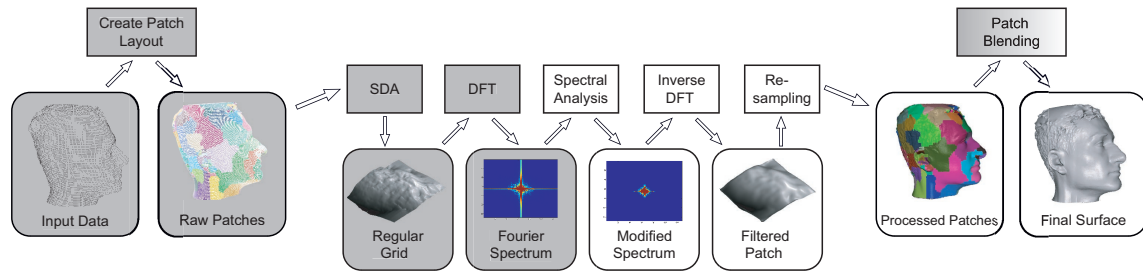 Create Patch
Layout
Patch
Blending
SDA
DFT
Spectral
Analysis
Inverse
DFT
Re-
sampling
Input Data
Raw Patches
Regular
Grid
Fourier
Spectrum
Modified
Spectrum
Filtered
Patch
Processed Patches
Final Surface